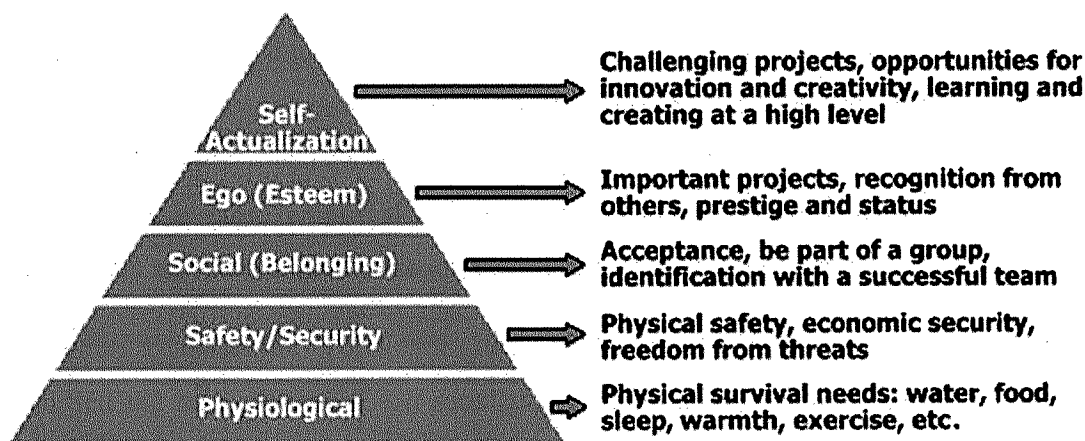 Self-
Actualization
Challenging projects, opportunities for
innovation and creativity, learning and
creating at a high level
Ego (Esteem)
Important projects, recognition from
others, prestige and status
Social (Belonging)
Acceptance, be part of a group,
identification with a successful team
Safety/Security
Physical safety, economic security,
freedom from threats
Physiological
Physical survival needs: water, food,
sleep, warmth, exercise, etc.